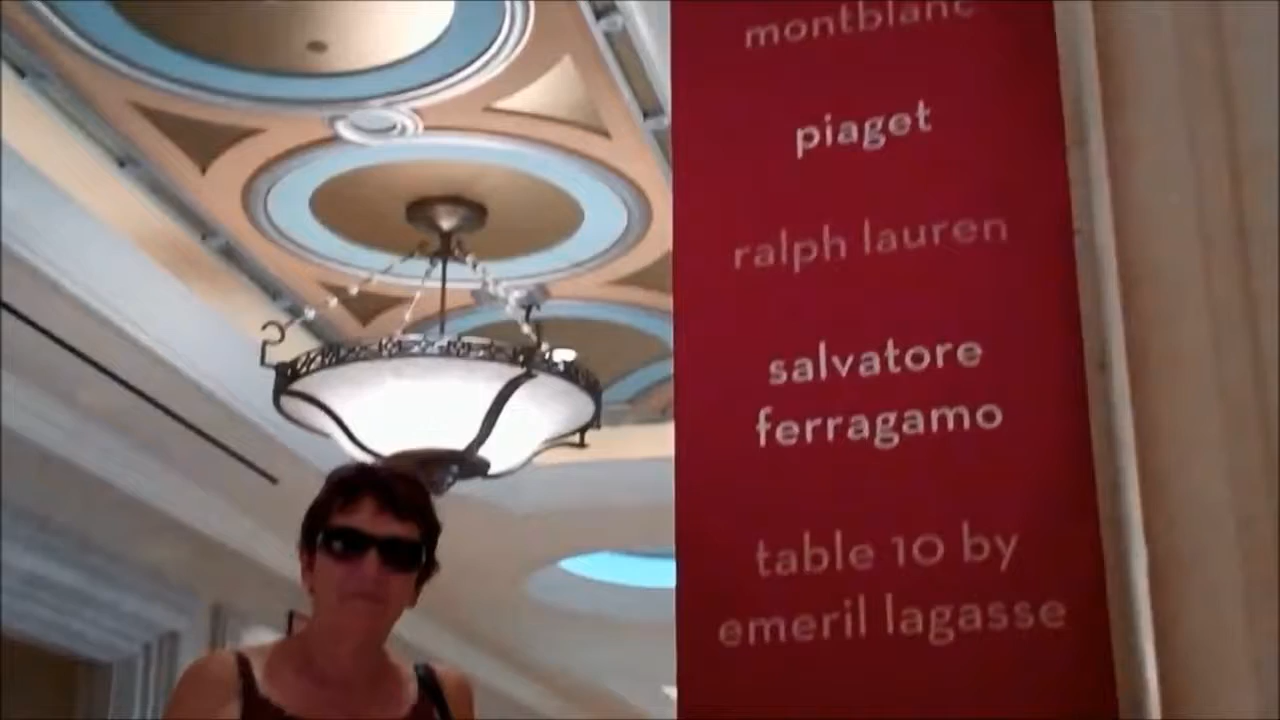 montblanc
piaget
ralph lauren
salvatore
ferragamo
table 10 by
emeril lagasse